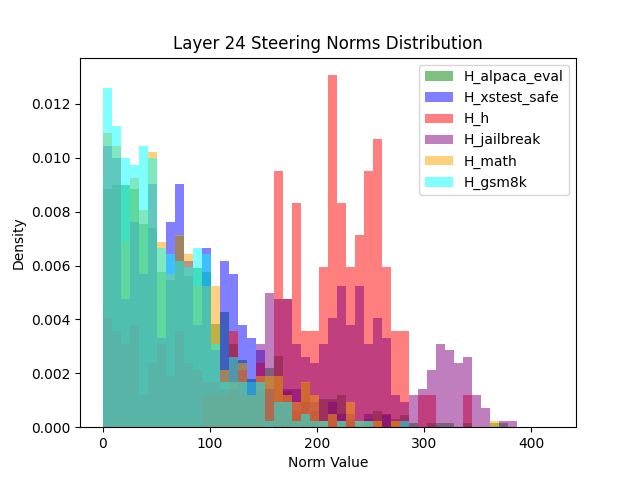 Layer 24 Steering Norms Distribution
H_alpaca_eval
H_xstest_safe
H_h
H_jailbreak
H_math
H_gsm8k
Density
0.012
0.010
0.008
0.006
0.004
0.002
0.000
0
100
200
300
400
Norm Value